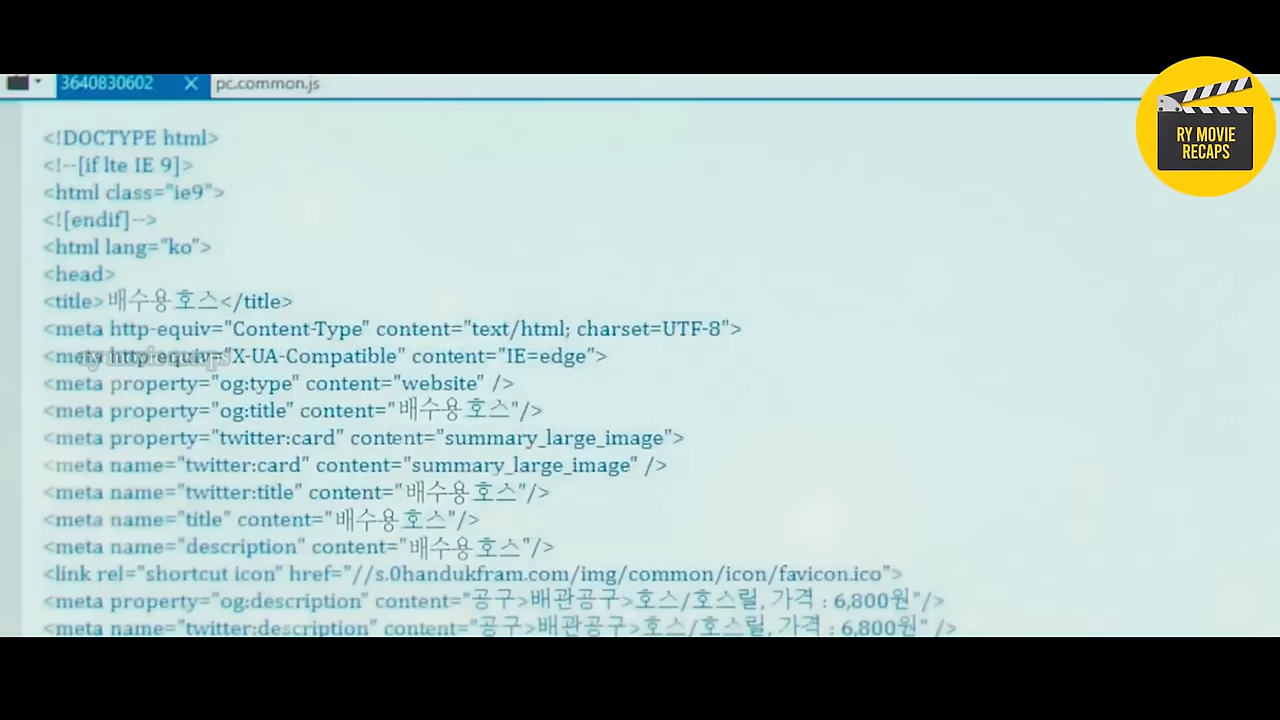 3640830602 × pc.common.js
RY MOVIE
RECAPS
<!DOCTYPE html>
<!--[if lte IE 9]>
<html class="ie9">
<![endif]-->
<html lang="ko">
<head>
<title>배수용호스</title>
<meta http-equiv="Content-Type" content="text/html; charset=UTF-8">
<meta http-equiv="X-UA-Compatible" content="IE=edge">
ry movie recaps
<meta property="og:type" content="website" />
<meta property="og:title" content="배수용호스"/>
<meta property="twitter:card" content="summary_large_image">
<meta name="twitter:card" content="summary_large_image" />
<meta name="twitter:title" content="배수용호스"/>
<meta name="title" content="배수용호스"/>
<meta name="description" content="배수용호스"/>
<link rel="shortcut icon" href="//s.0handukfram.com/img/common/icon/favicon.ico">
<meta property="og:description" content="공구>배관공구>호스/호스릴, 가격 : 6,800원"/>
<meta name="twitter:description" content="공구>배관공구>호스/호스릴, 가격 : 6,800원" />